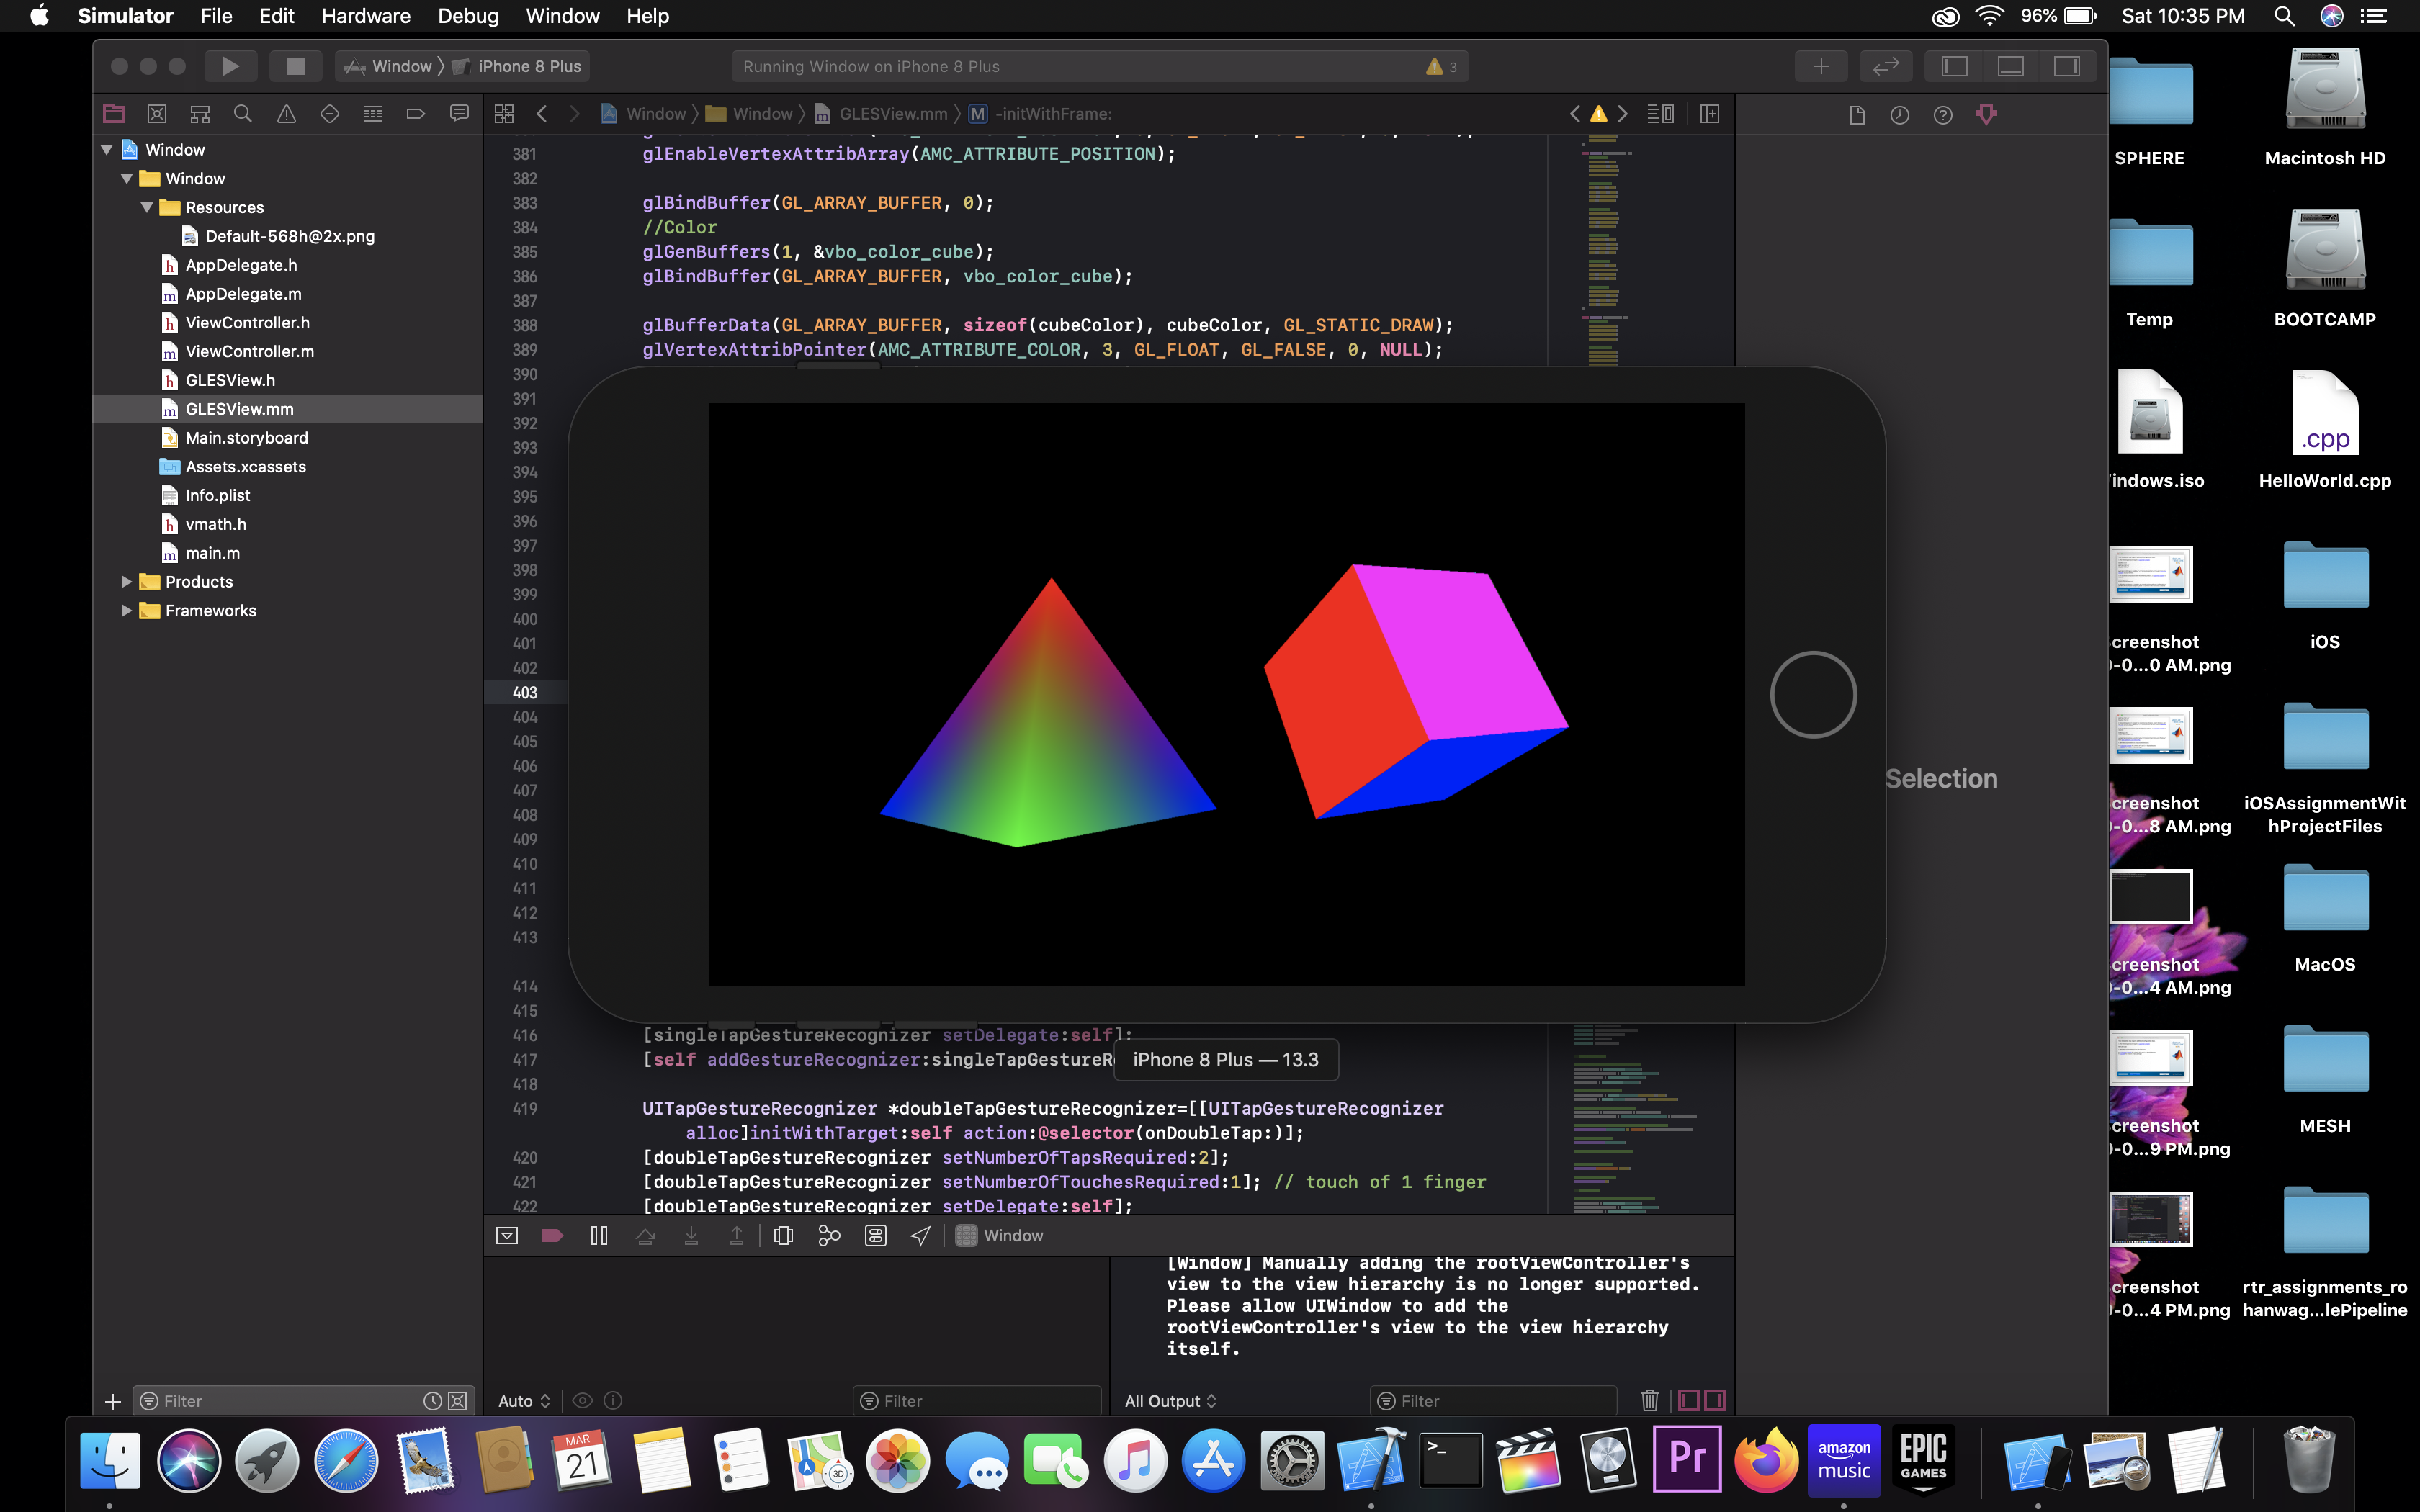 Simulator File Edit Hardware Debug Window Help 96% Sat 10:35 PM
Window iPhone 8 Plus
Running Window on iPhone 8 Plus 3
Window Window GLESView.mm M -initWithFrame:
Window
Window
Resources
Default-568h@2x.png
h AppDelegate.h
m AppDelegate.m
h ViewController.h
m ViewController.m
h GLESView.h
m GLESView.mm
Main.storyboard
Assets.xcassets
Info.plist
h vmath.h
m main.m
Products
Frameworks
381 glEnableVertexAttribArray(AMC_ATTRIBUTE_POSITION);
382
383 glBindBuffer(GL_ARRAY_BUFFER, 0);
384 //Color
385 glGenBuffers(1, &vbo_color_cube);
386 glBindBuffer(GL_ARRAY_BUFFER, vbo_color_cube);
387
388 glBufferData(GL_ARRAY_BUFFER, sizeof(cubeColor), cubeColor, GL_STATIC_DRAW);
389 glVertexAttribPointer(AMC_ATTRIBUTE_COLOR, 3, GL_FLOAT, GL_FALSE, 0, NULL);
390
391
392
393
394
395
396
397
398
399
400
401
402
403
404
405
406
407
408
409
410
411
412
413
414
415
416 [singleTapGestureRecognizer setDelegate:self];
417 [self addGestureRecognizer:singleTapGestureR
418
419 UITapGestureRecognizer *doubleTapGestureRecognizer=[[UITapGestureRecognizer
alloc]initWithTarget:self action:@selector(onDoubleTap:)];
420 [doubleTapGestureRecognizer setNumberOfTapsRequired:2];
421 [doubleTapGestureRecognizer setNumberOfTouchesRequired:1]; // touch of 1 finger
422 [doubleTapGestureRecognizer setDelegate:self];
iPhone 8 Plus — 13.3
Selection
Window
[Window] Manually adding the rootViewController's
view to the view hierarchy is no longer supported.
Please allow UIWindow to add the
rootViewController's view to the view hierarchy
itself.
Filter
Auto
Filter
All Output
Filter
SPHERE
Macintosh HD
Temp
BOOTCAMP
indows.iso
.cpp
HelloWorld.cpp
creenshot
0-0...0 AM.png
iOS
creenshot
0-0...8 AM.png
iOSAssignmentWit
hProjectFiles
creenshot
0-0...4 AM.png
MacOS
creenshot
0-0...9 PM.png
MESH
creenshot
0-0...4 PM.png
rtr_assignments_ro
hanwag...lePipeline
MAR
21
3D
>_
Pr
amazon
music
EPIC
GAMES